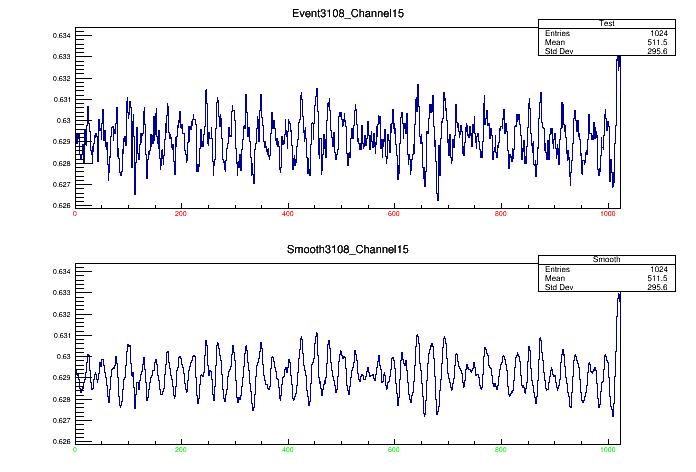 Event3108_Channel15
Test
Entries 1024
Mean 511.5
Std Dev 295.6
0.634
0.633
0.632
0.631
0.63
0.629
0.628
0.627
0.626
0 200 400 600 800 1000
Smooth3108_Channel15
Smooth
Entries 1024
Mean 511.5
Std Dev 295.6
0.634
0.633
0.632
0.631
0.63
0.629
0.628
0.627
0.626
0 200 400 600 800 1000